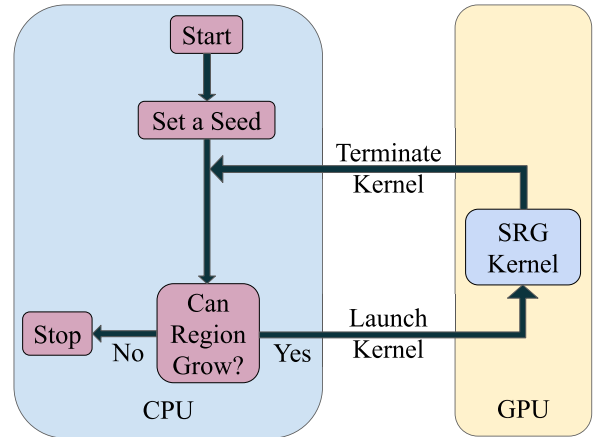 Start
Set a Seed
Terminate
Kernel
SRG
Kernel
Can
Region
Grow?
Stop
No
Yes
Launch
Kernel
CPU
GPU